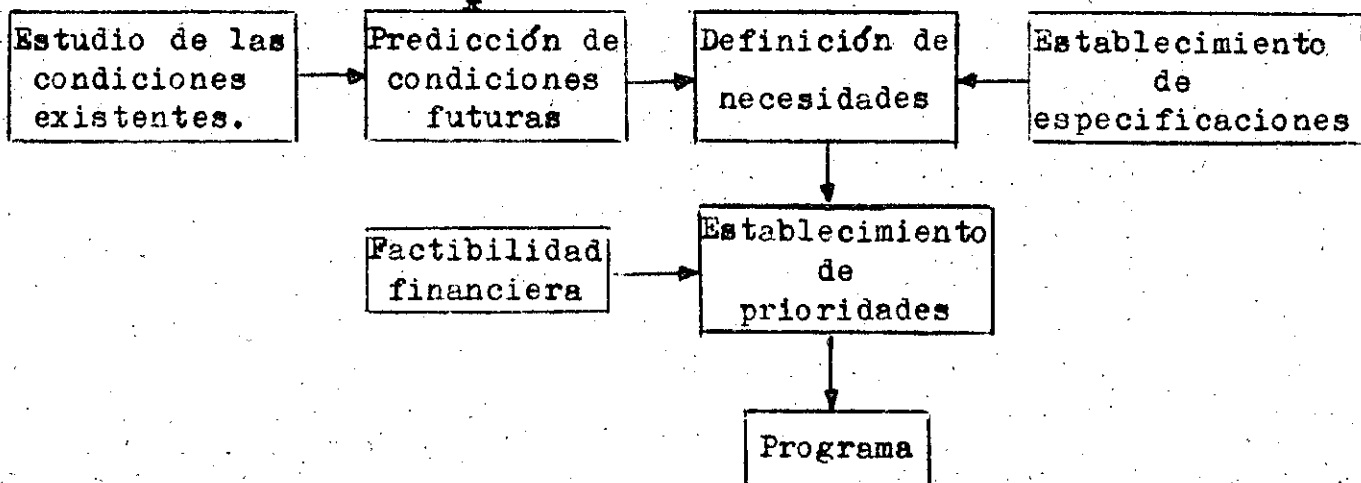 Estudio de las
condiciones
existentes.
Predicción de
condiciones
futuras
Definición de
necesidades
Establecimiento
de
especificaciones
Factibilidad
financiera
Establecimiento
de
prioridades
Programa